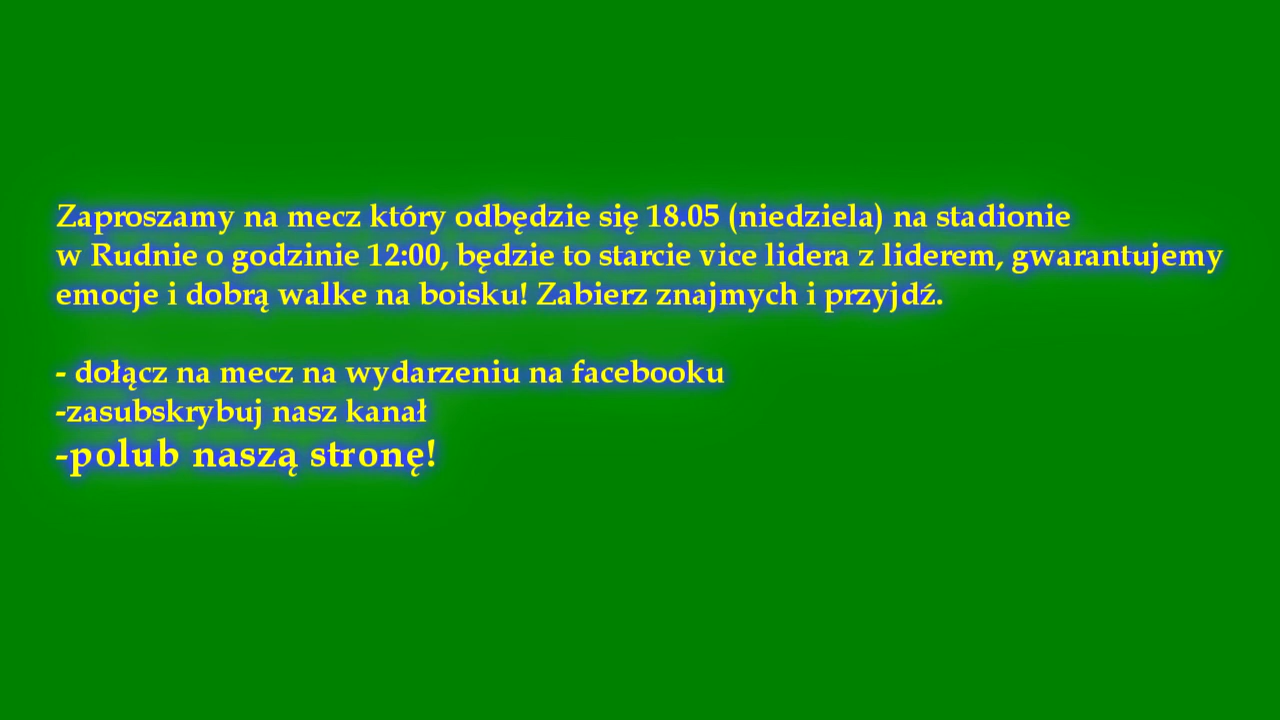 Zaproszamy na mecz który odbędzie się 18.05 (niedziela) na stadionie
w Rudnie o godzinie 12:00, będzie to starcie vice lidera z liderem, gwarantujemy
emocje i dobrą walke na boisku! Zabierz znajmych i przyjdź.
- dołącz na mecz na wydarzeniu na facebooku
-zasubskrybuj nasz kanał
-polub naszą stronę!